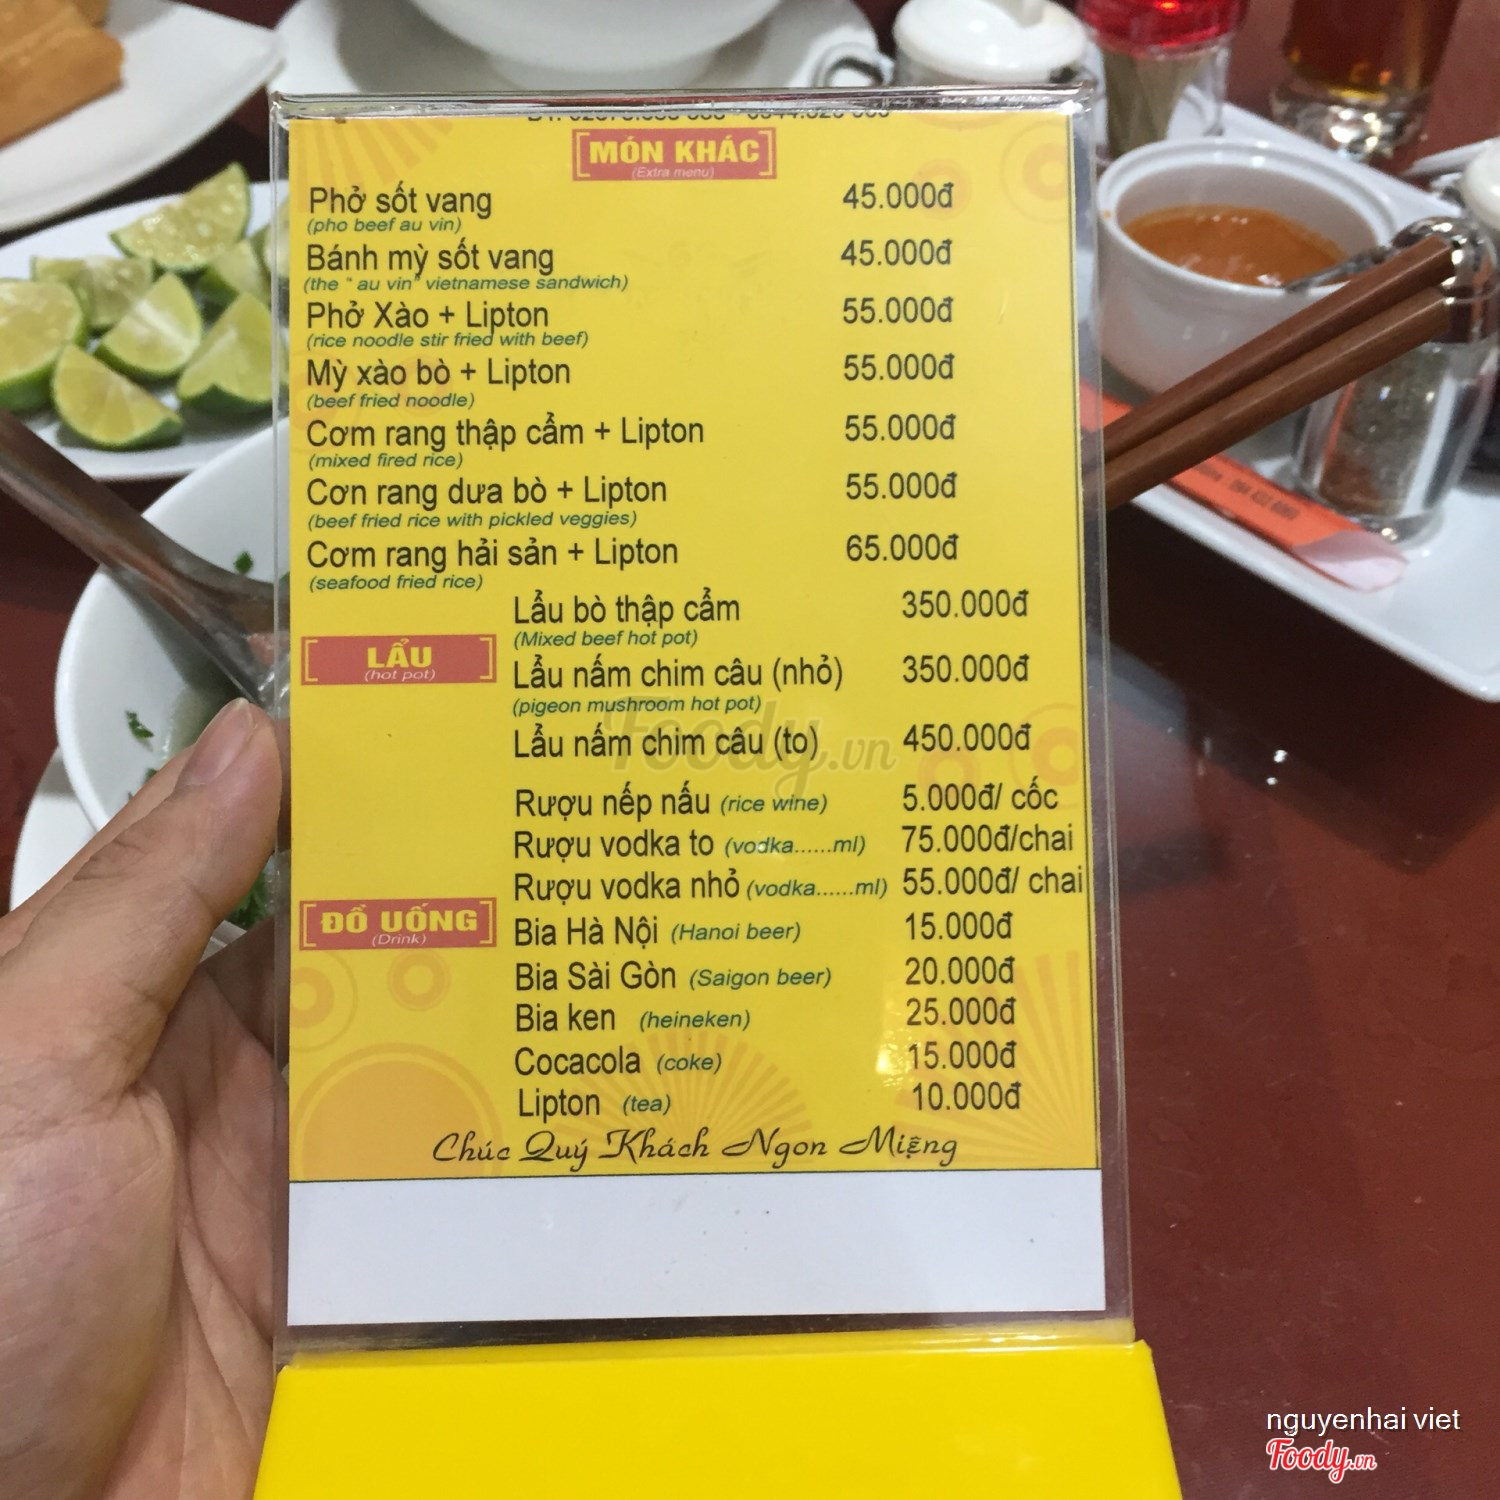 MÓN KHÁC
(Extra menu)
Phở sốt vang 45.000đ
(pho beef au vin)
Bánh mỳ sốt vang 45.000đ
(the " au vin" vietnamese sandwich)
Phở Xào + Lipton 55.000đ
(rice noodle stir fried with beef)
Mỳ xào bò + Lipton 55.000đ
(beef fried noodle)
Cơm rang thập cẩm + Lipton 55.000đ
(mixed fired rice)
Cơn rang dưa bò + Lipton 55.000đ
(beef fried rice with pickled veggies)
Cơm rang hải sản + Lipton 65.000đ
(seafood fried rice)
LẨU
(hot pot)
Lẩu bò thập cẩm 350.000đ
(Mixed beef hot pot)
Lẩu nấm chim câu (nhỏ) 350.000đ
(pigeon mushroom hot pot)
Lẩu nấm chim câu (to) 450.000đ
Foody.vn
ĐỒ UỐNG
(Drink)
Rượu nếp nấu (rice wine) 5.000đ/ cốc
Rượu vodka to (vodka......ml) 75.000đ/chai
Rượu vodka nhỏ (vodka......ml) 55.000đ/ chai
Bia Hà Nội (Hanoi beer) 15.000đ
Bia Sài Gòn (Saigon beer) 20.000đ
Bia ken (heineken) 25.000đ
Cocacola (coke) 15.000đ
Lipton (tea) 10.000đ
Chúc Quý Khách Ngon Miệng
nguyenhai viet
Foody.vn